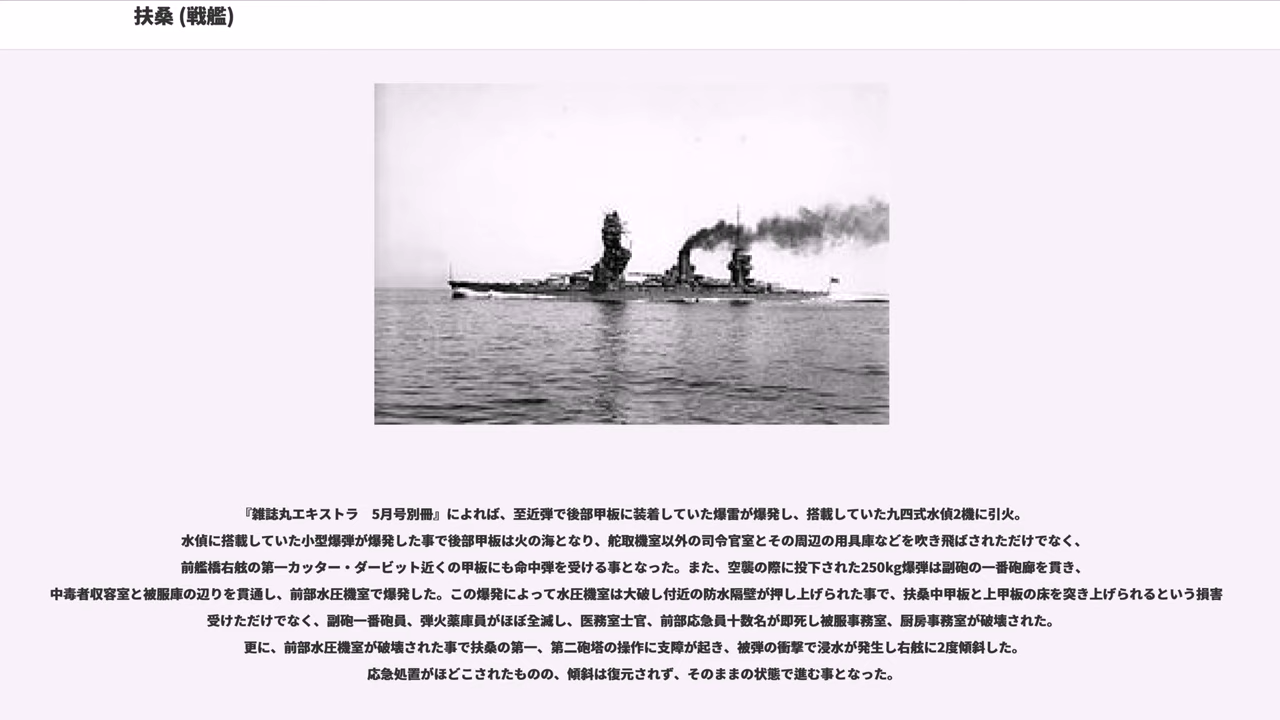 扶桑 (戦艦)
『雑誌丸エキストラ　5月号別冊』によれば、至近弾で後部甲板に装着していた爆雷が爆発し、搭載していた九四式水偵2機に引火。
水偵に搭載していた小型爆弾が爆発した事で後部甲板は火の海となり、舵取機室以外の司令官室とその周辺の用具庫などを吹き飛ばされただけでなく、
前艦橋右舷の第一カッター・ダービット近くの甲板にも命中弾を受ける事となった。また、空襲の際に投下された250kg爆弾は副砲の一番砲廊を貫き、
中毒者収容室と被服庫の辺りを貫通し、前部水圧機室で爆発した。この爆発によって水圧機室は大破し付近の防水隔壁が押し上げられた事で、扶桑中甲板と上甲板の床を突き上げられるという損害
受けただけでなく、副砲一番砲員、弾火薬庫員がほぼ全滅し、医務室士官、前部応急員十数名が即死し被服事務室、厨房事務室が破壊された。
更に、前部水圧機室が破壊された事で扶桑の第一、第二砲塔の操作に支障が起き、被弾の衝撃で浸水が発生し右舷に2度傾斜した。
応急処置がほどこされたものの、傾斜は復元されず、そのままの状態で進む事となった。